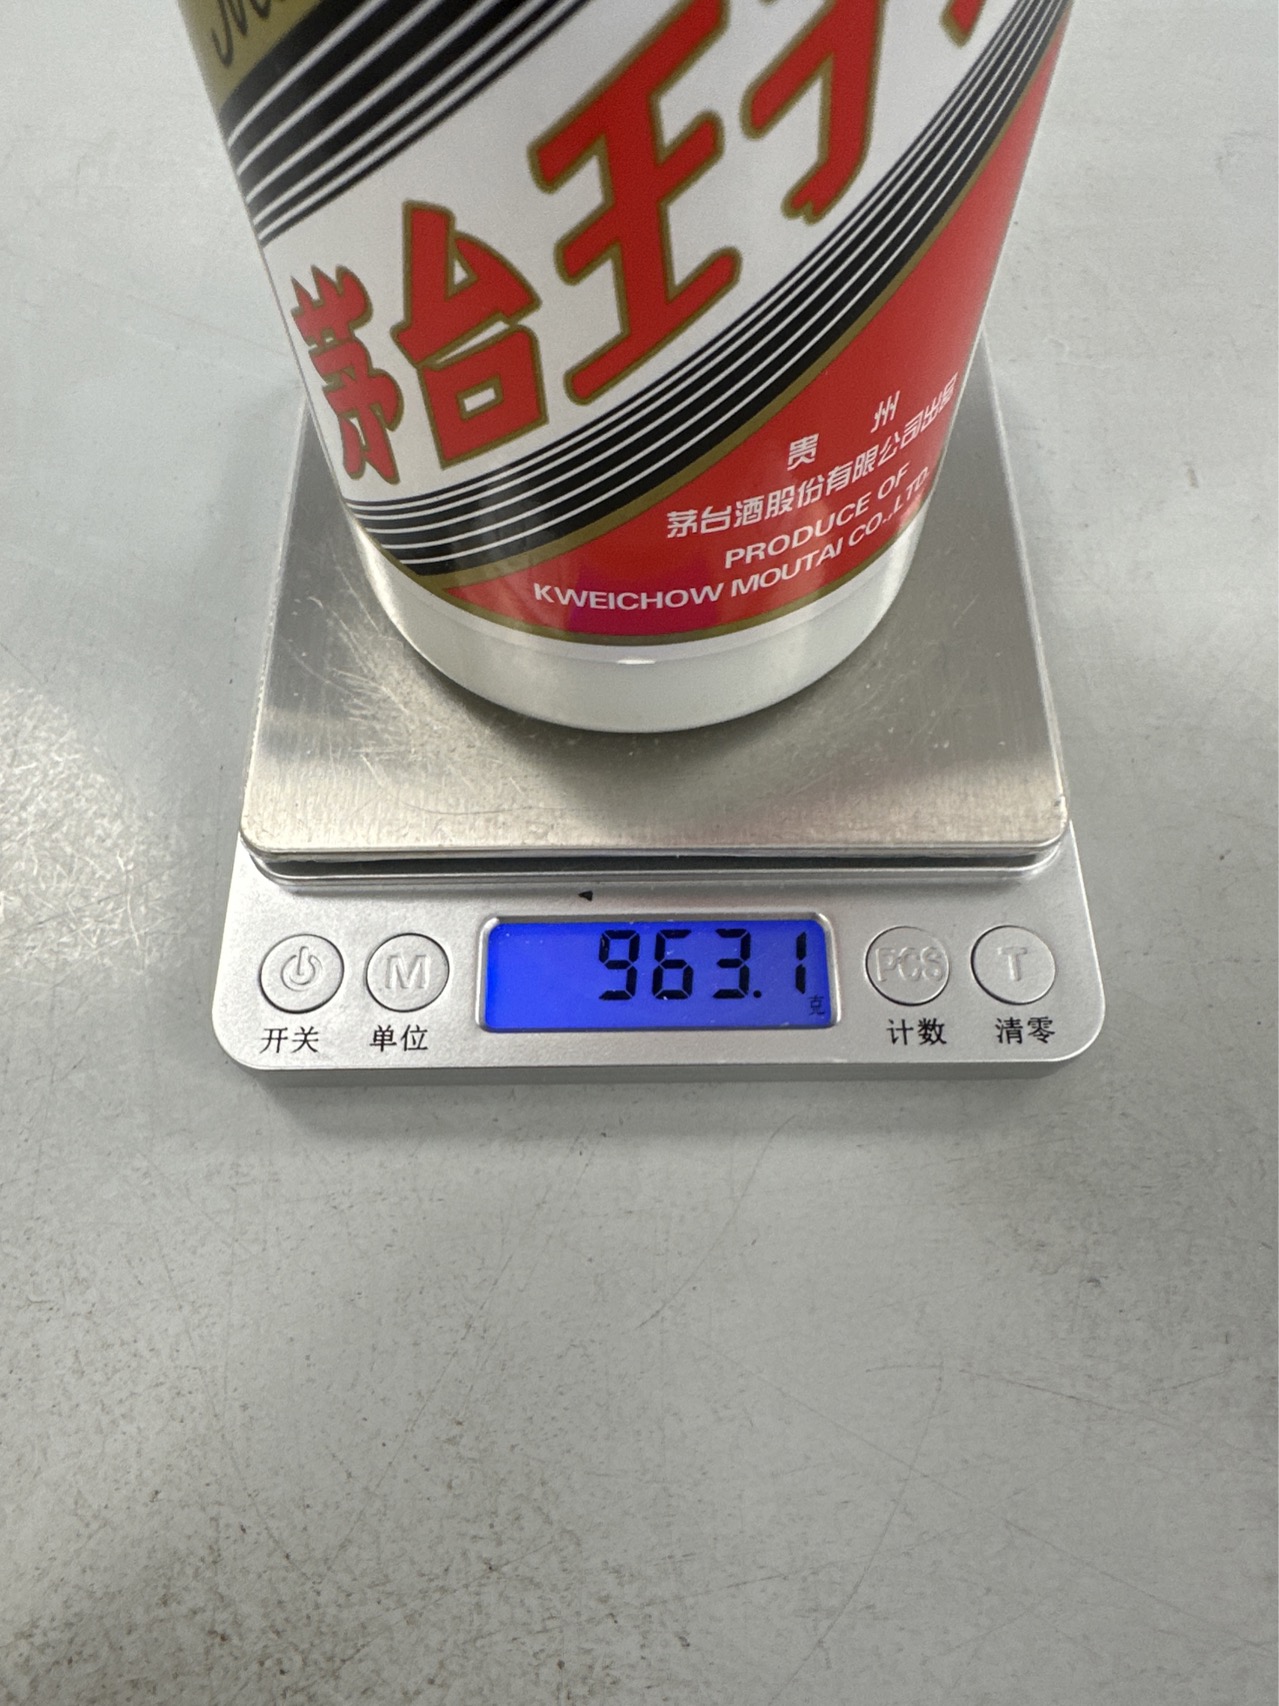 茅台王子
贵州
茅台酒股份有限公司出品
PRODUCE OF
KWEICHOW MOUTAI CO.,LTD.
963.1
克
M
PCS
T
开关
单位
计数
清零